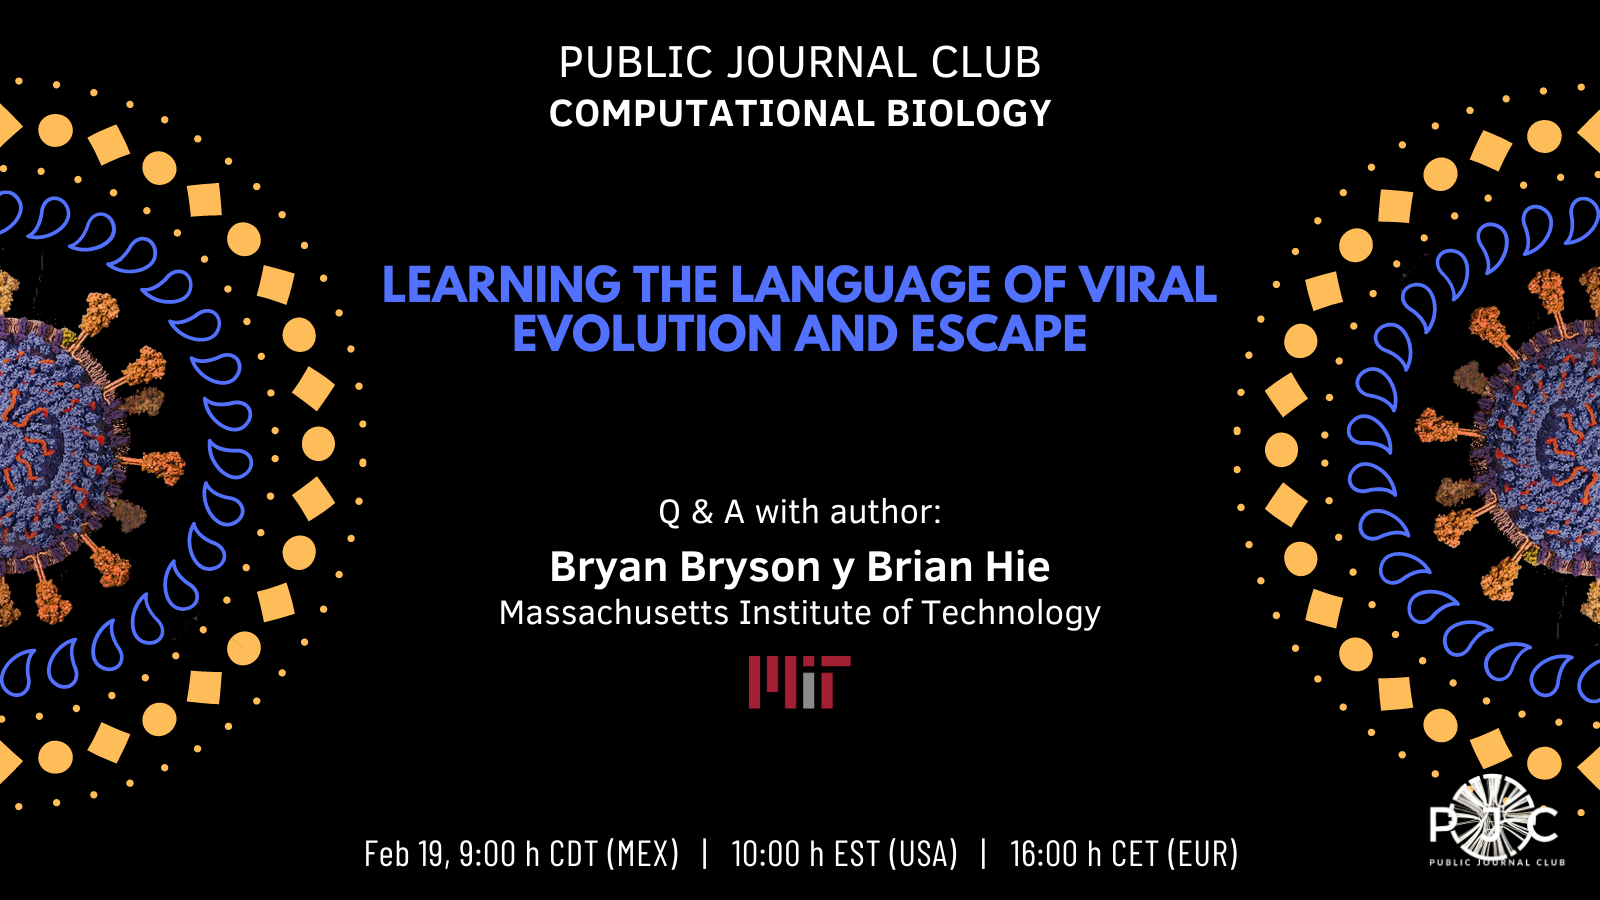 PUBLIC JOURNAL CLUB
COMPUTATIONAL BIOLOGY
LEARNING THE LANGUAGE OF VIRAL
EVOLUTION AND ESCAPE
Q & A with author:
Bryan Bryson y Brian Hie
Massachusetts Institute of Technology
MIT
Feb 19, 9:00 h CDT (MEX) | 10:00 h EST (USA) | 16:00 h CET (EUR)
PJC
PUBLIC JOURNAL CLUB